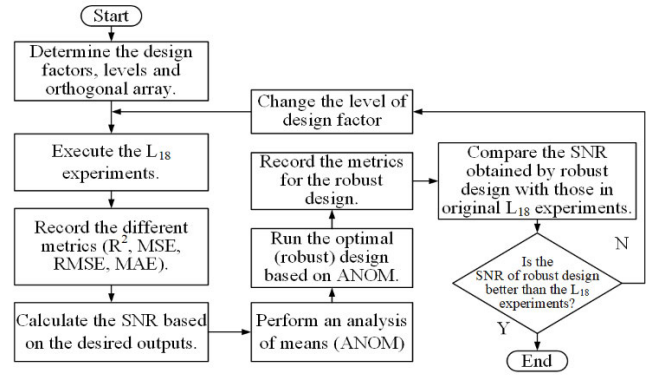 Start
Determine the design
factors, levels and
orthogonal array.
Execute the L18
experiments.
Record the different
metrics (R², MSE,
RMSE, MAE).
Calculate the SNR based
on the desired outputs.
Perform an analysis
of means (ANOM)
Run the optimal
(robust) design
based on ANOM.
Record the metrics
for the robust
design.
Compare the SNR
obtained by robust
design with those in
original L18 experiments.
Is the
SNR of robust design
better than the L18
experiments?
N
Change the level of
design factor
Y
End